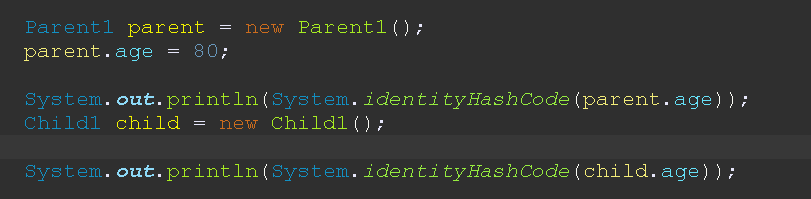 Parent1 parent = new Parent1();
parent.age = 80;
System.out.println(System.identityHashCode(parent.age));
Child1 child = new Child1();
System.out.println(System.identityHashCode(child.age));